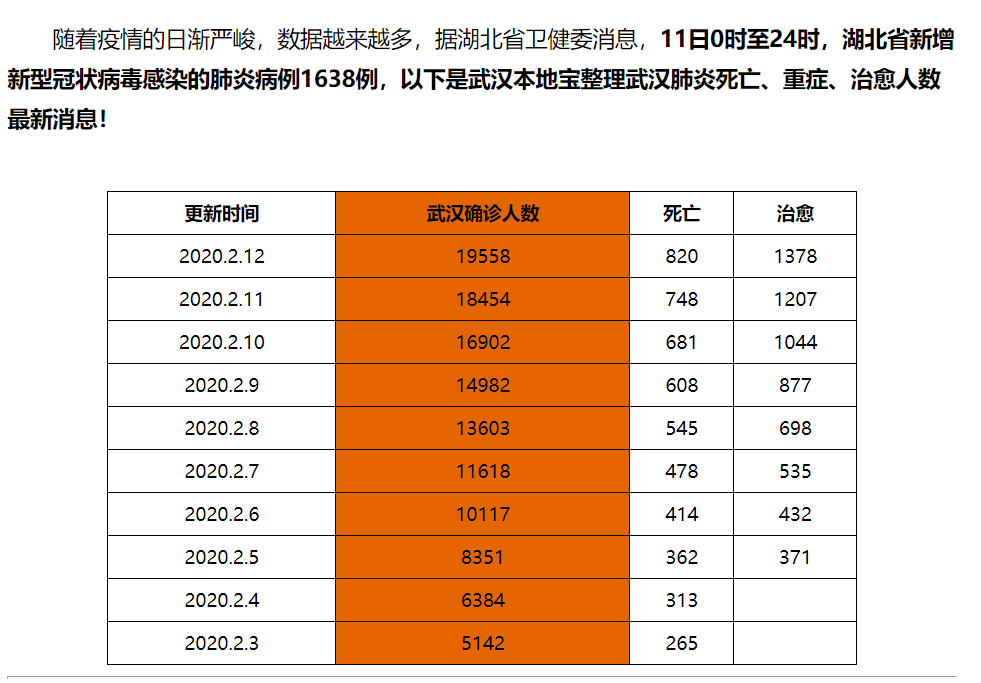 随着疫情的日渐严峻，数据越来越多，据湖北省卫健委消息，11日0时至24时，湖北省新增
新型冠状病毒感染的肺炎病例1638例，以下是武汉本地宝整理武汉肺炎死亡、重症、治愈人数
最新消息！
更新时间 武汉确诊人数 死亡 治愈
2020.2.12 19558 820 1378
2020.2.11 18454 748 1207
2020.2.10 16902 681 1044
2020.2.9 14982 608 877
2020.2.8 13603 545 698
2020.2.7 11618 478 535
2020.2.6 10117 414 432
2020.2.5 8351 362 371
2020.2.4 6384 313
2020.2.3 5142 265